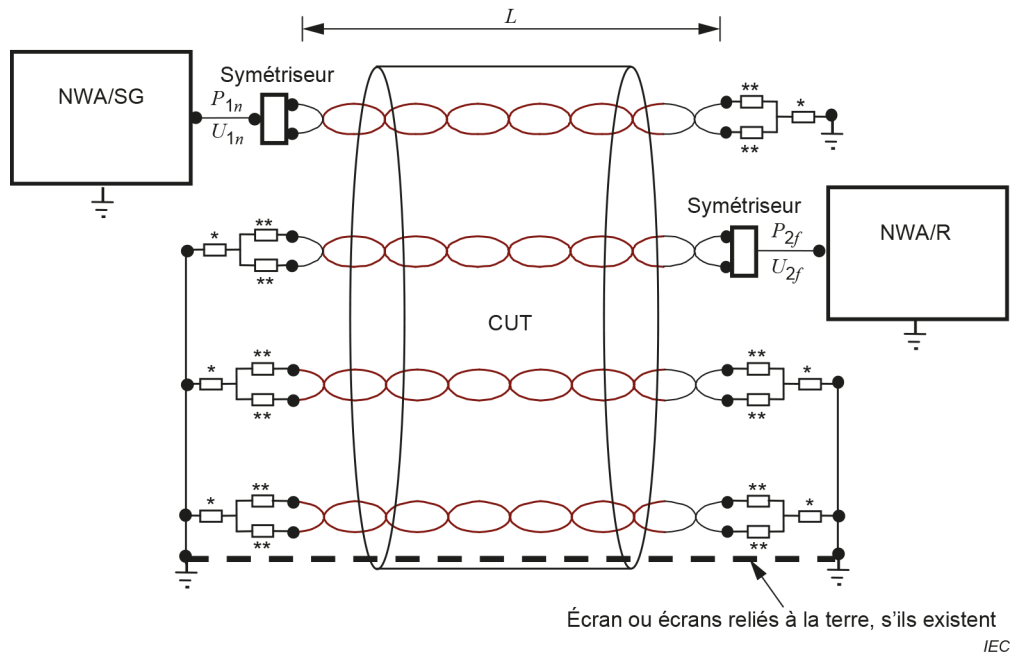 L
Symétriseur
NWA/SG
P1n
U1n
** *
**
Symétriseur
NWA/R
P2f
U2f
* **
**
CUT
* ** ** *
** **
* ** ** *
** **
Écran ou écrans reliés à la terre, s'ils existent
IEC